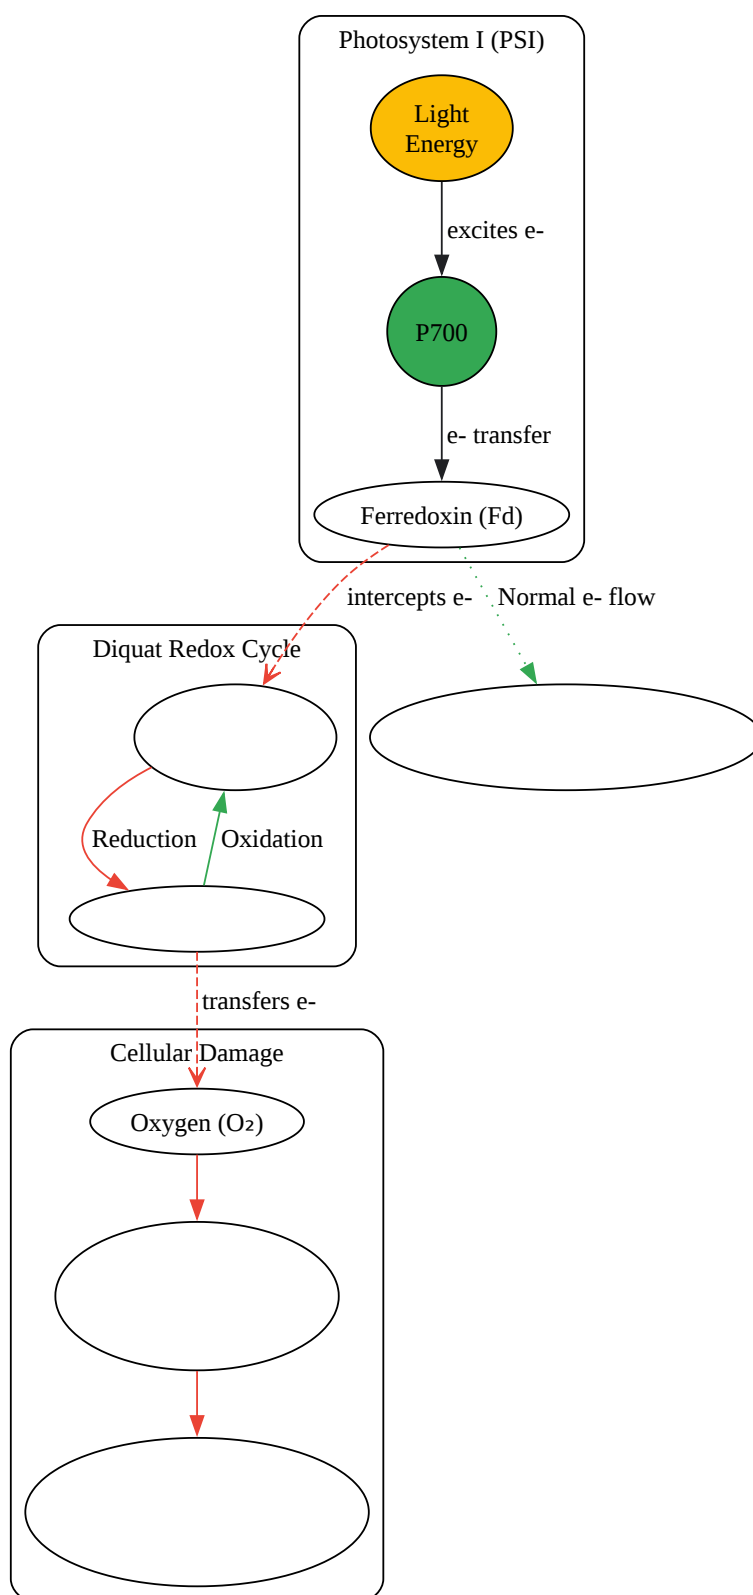 Photosystem I (PSI)
Light
Energy
excites e-
P700
e- transfer
Ferredoxin (Fd)
intercepts e-
Normal e- flow
Diquat Redox Cycle
Reduction
Oxidation
transfers e-
Cellular Damage
Oxygen (O₂)